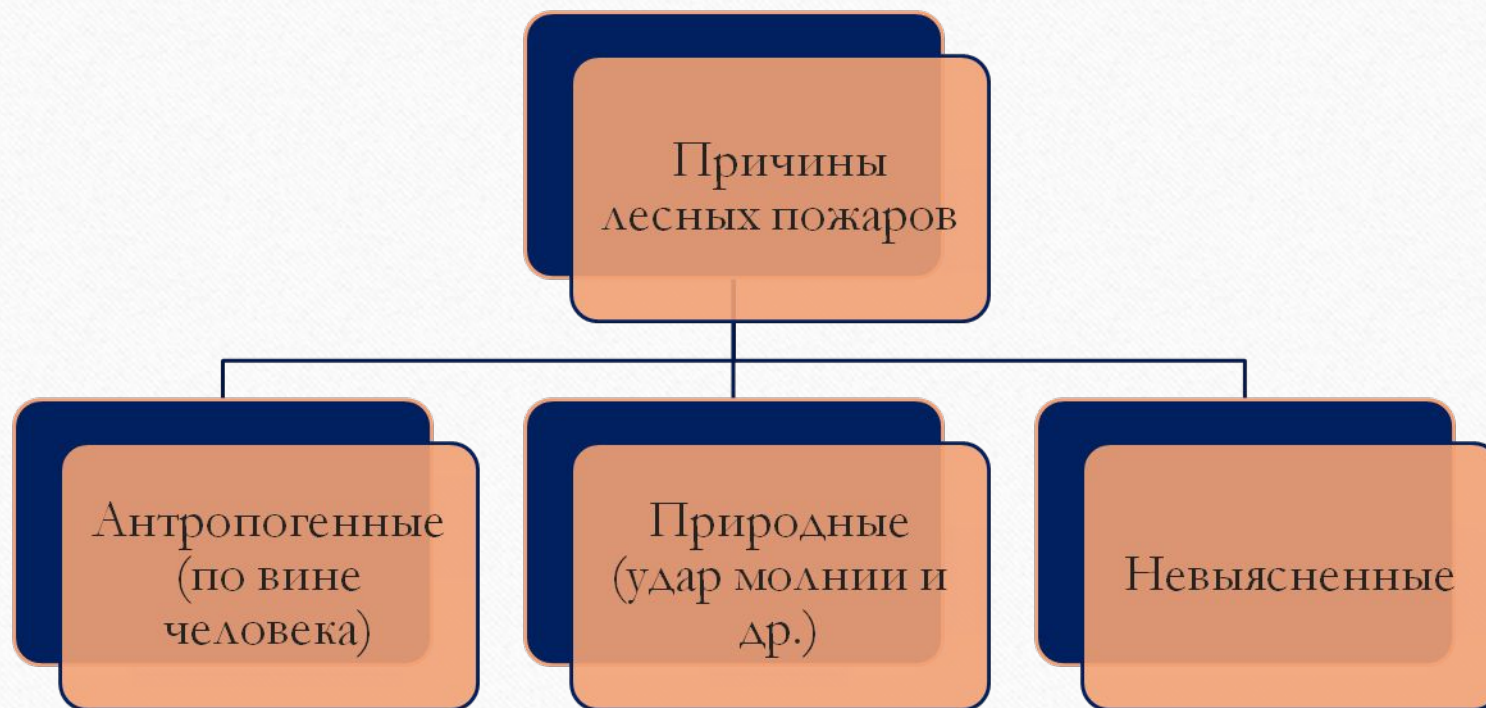 Причины
лесных пожаров
Антропогенные
(по вине
человека)
Природные
(удар молнии и
др.)
Невыясненные